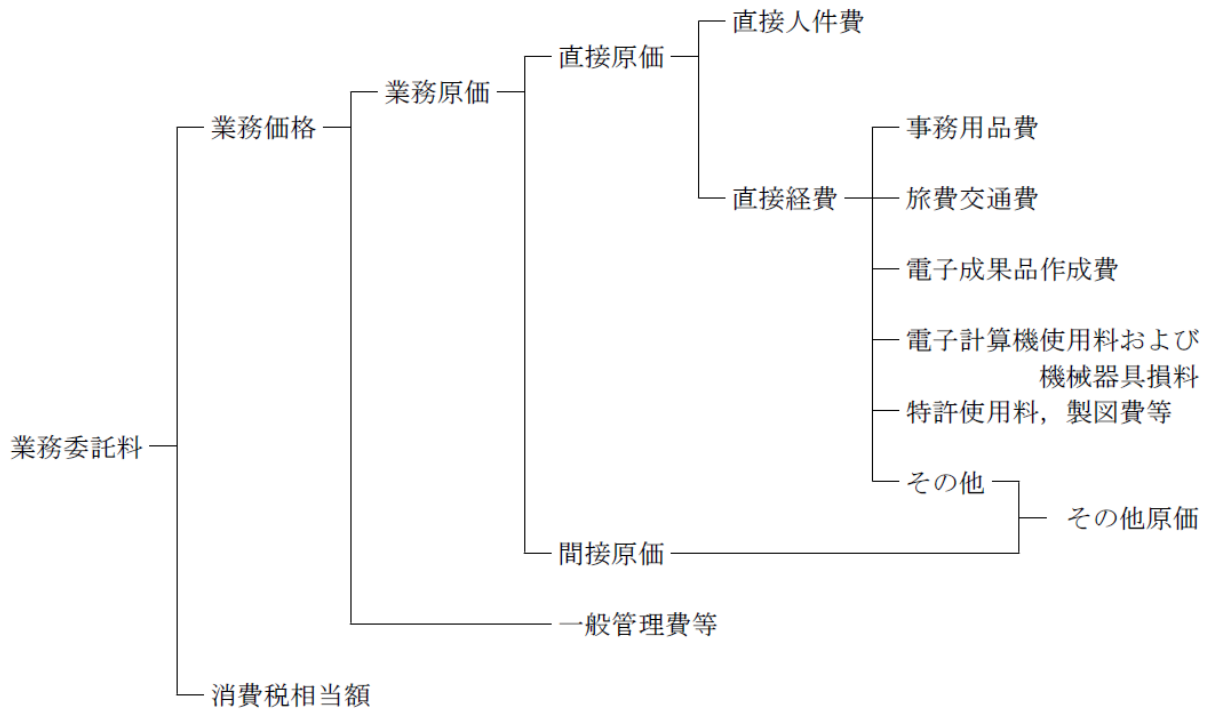 直接人件費
直接原価
業務原価
業務価格
事務用品費
直接経費
旅費交通費
電子成果品作成費
電子計算機使用料および
機械器具損料
特許使用料，製図費等
業務委託料
その他
その他原価
間接原価
一般管理費等
消費税相当額